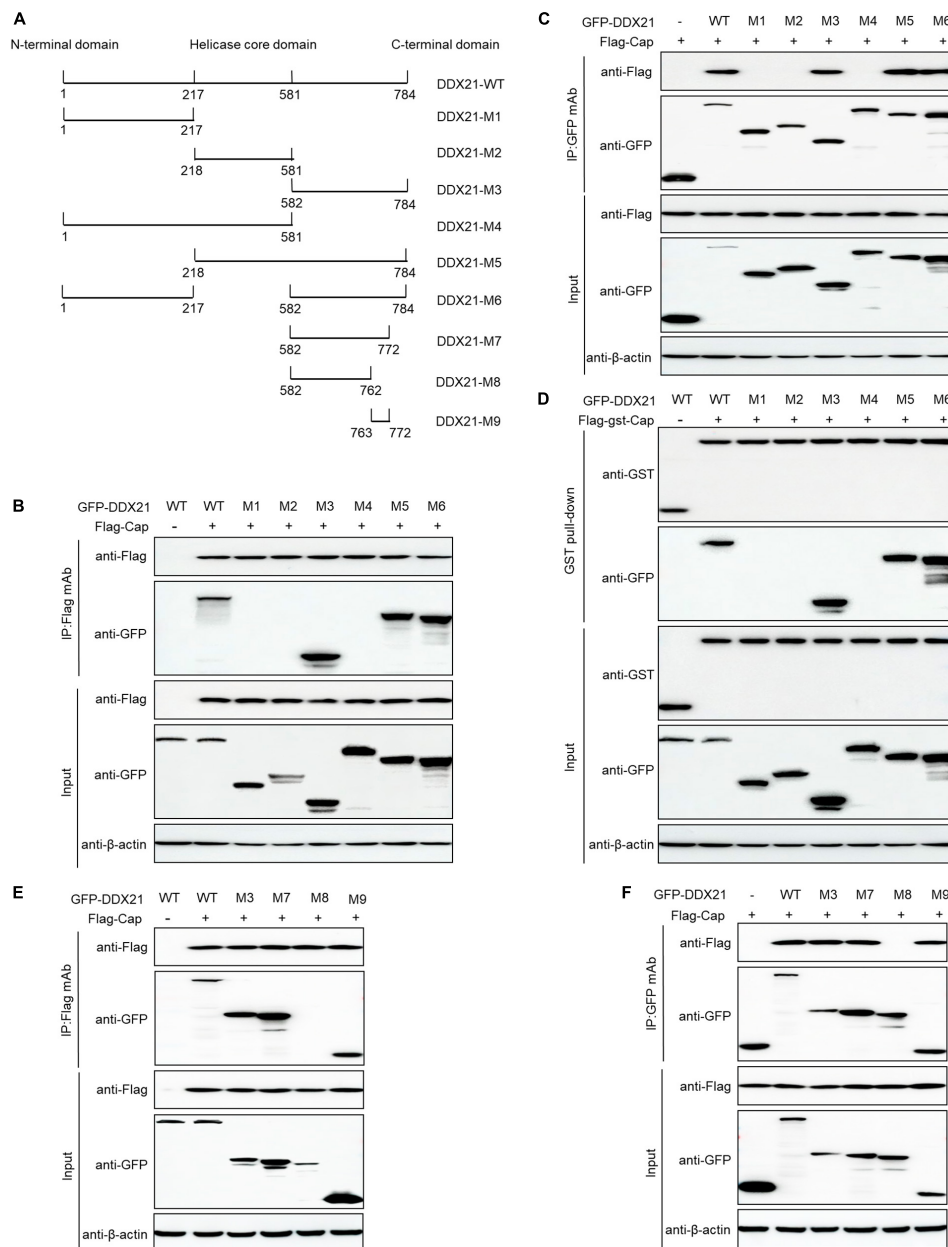 A
N-terminal domain Helicase core domain C-terminal domain
DDX21-WT
1 217 581 784
DDX21-M1
1 217
DDX21-M2
218 581
DDX21-M3
582 784
DDX21-M4
1 581
DDX21-M5
218 784
DDX21-M6
1 217 582 784
DDX21-M7
582 772
DDX21-M8
582 762
DDX21-M9
763 772
B
GFP-DDX21 WT WT M1 M2 M3 M4 M5 M6
Flag-Cap - + + + + + + +
IP:Flag mAb
anti-Flag
anti-GFP
Input
anti-Flag
anti-GFP
anti-β-actin
C
GFP-DDX21 - WT M1 M2 M3 M4 M5 M6
Flag-Cap + + + + + + + +
IP:GFP mAb
anti-Flag
anti-GFP
Input
anti-Flag
anti-GFP
anti-β-actin
D
GFP-DDX21 WT WT M1 M2 M3 M4 M5 M6
Flag-gst-Cap - + + + + + + +
GST pull-down
anti-GST
anti-GFP
Input
anti-GST
anti-GFP
anti-β-actin
E
GFP-DDX21 WT WT M3 M7 M8 M9
Flag-Cap - + + + + +
IP:Flag mAb
anti-Flag
anti-GFP
Input
anti-Flag
anti-GFP
anti-β-actin
F
GFP-DDX21 - WT M3 M7 M8 M9
Flag-Cap + + + + + +
IP:GFP mAb
anti-Flag
anti-GFP
Input
anti-Flag
anti-GFP
anti-β-actin